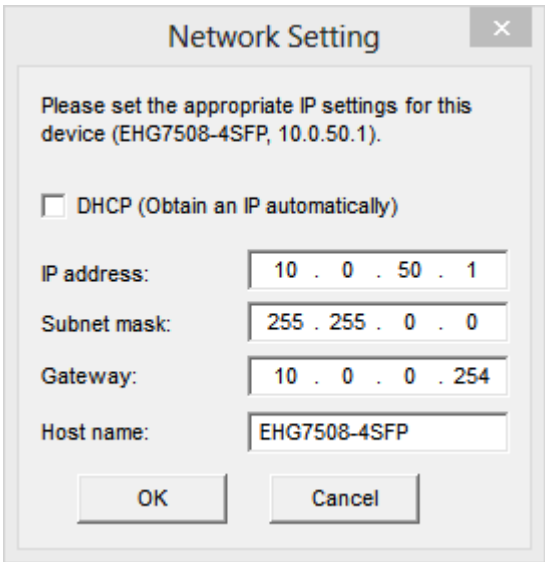 Network Setting
Please set the appropriate IP settings for this
device (EHG7508-4SFP, 10.0.50.1).
DHCP (Obtain an IP automatically)
IP address: 10 . 0 . 50 . 1
Subnet mask: 255 . 255 . 0 . 0
Gateway: 10 . 0 . 0 . 254
Host name: EHG7508-4SFP
OK Cancel